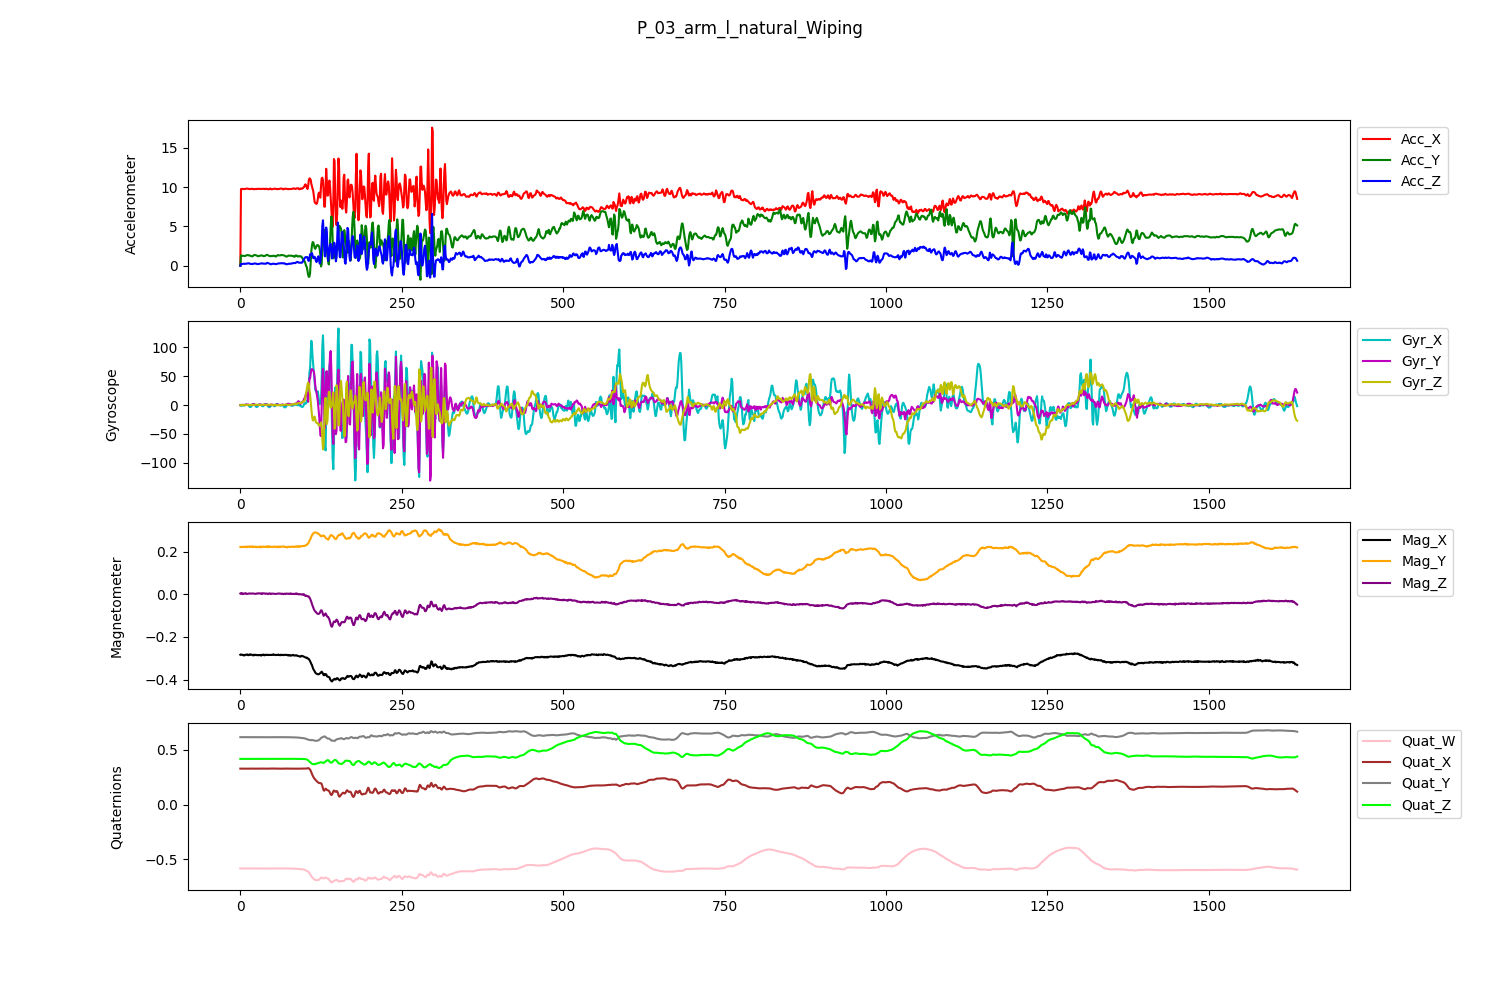 P_03_arm_l_natural_Wiping
Accelerometer
15
10
5
0
0 250 500 750 1000 1250 1500
Acc_X
Acc_Y
Acc_Z
Gyroscope
100
50
0
−50
−100
0 250 500 750 1000 1250 1500
Gyr_X
Gyr_Y
Gyr_Z
Magnetometer
0.2
0.0
−0.2
−0.4
0 250 500 750 1000 1250 1500
Mag_X
Mag_Y
Mag_Z
Quaternions
0.5
0.0
−0.5
0 250 500 750 1000 1250 1500
Quat_W
Quat_X
Quat_Y
Quat_Z